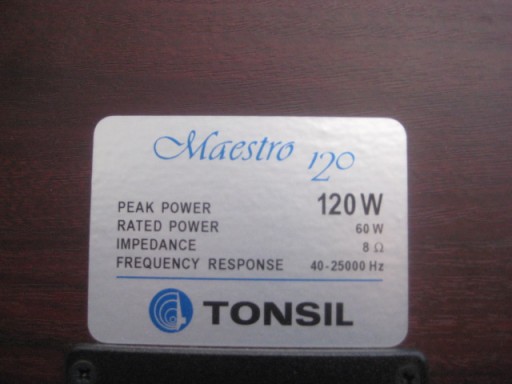 Maestro 120
PEAK POWER 120 W
RATED POWER 60 W
IMPEDANCE 8 Ω
FREQUENCY RESPONSE 40-25000 Hz
TONSIL